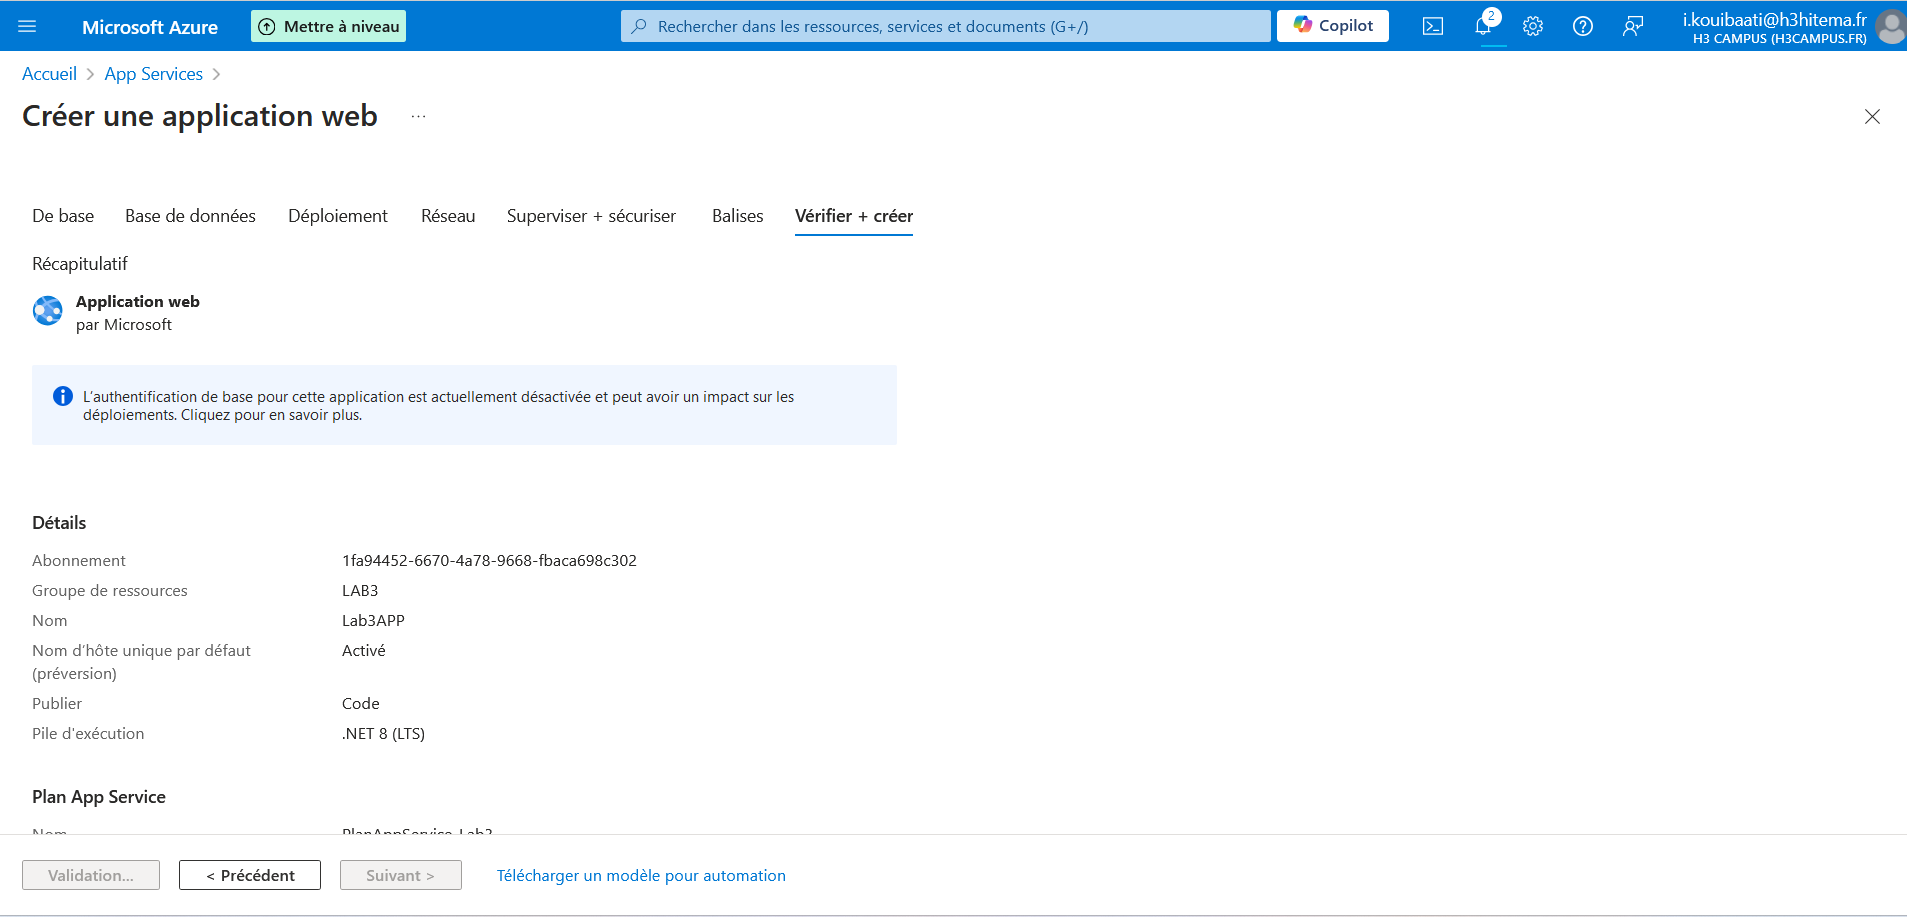 Microsoft Azure
Mettre à niveau
Rechercher dans les ressources, services et documents (G+/)
Copilot
2
i.kouibaati@h3hitema.fr
H3 CAMPUS (H3CAMPUS.FR)
Accueil > App Services >
Créer une application web ...
De base Base de données Déploiement Réseau Superviser + sécuriser Balises Vérifier + créer
Récapitulatif
Application web
par Microsoft
L'authentification de base pour cette application est actuellement désactivée et peut avoir un impact sur les
déploiements. Cliquez pour en savoir plus.
Détails
Abonnement 1fa94452-6670-4a78-9668-fbaca698c302
Groupe de ressources LAB3
Nom Lab3APP
Nom d'hôte unique par défaut Activé
(préversion)
Publier Code
Pile d'exécution .NET 8 (LTS)
Plan App Service
Nom PlanAppService-Lab3
Validation... < Précédent Suivant > Télécharger un modèle pour automation